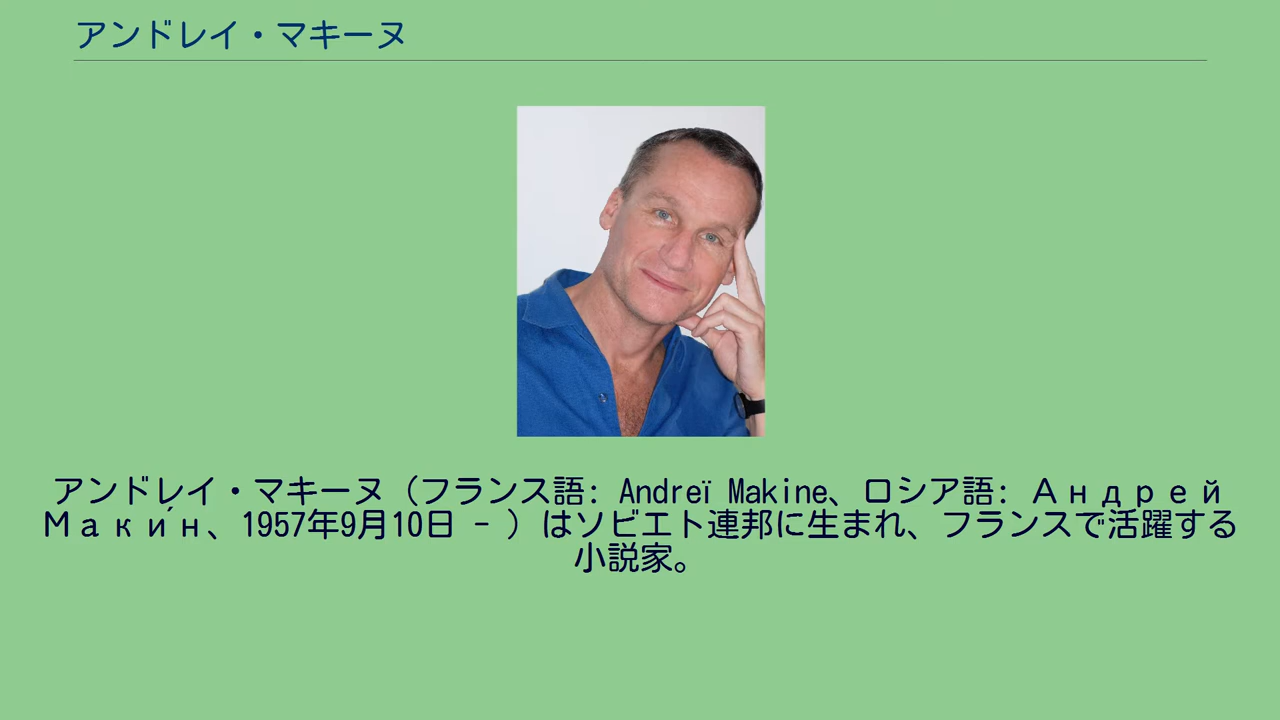 アンドレイ・マキーヌ
アンドレイ・マキーヌ（フランス語: Andreï Makine、ロシア語: Андрей
Маки́н、1957年9月10日 - ）はソビエト連邦に生まれ、フランスで活躍する
小説家。